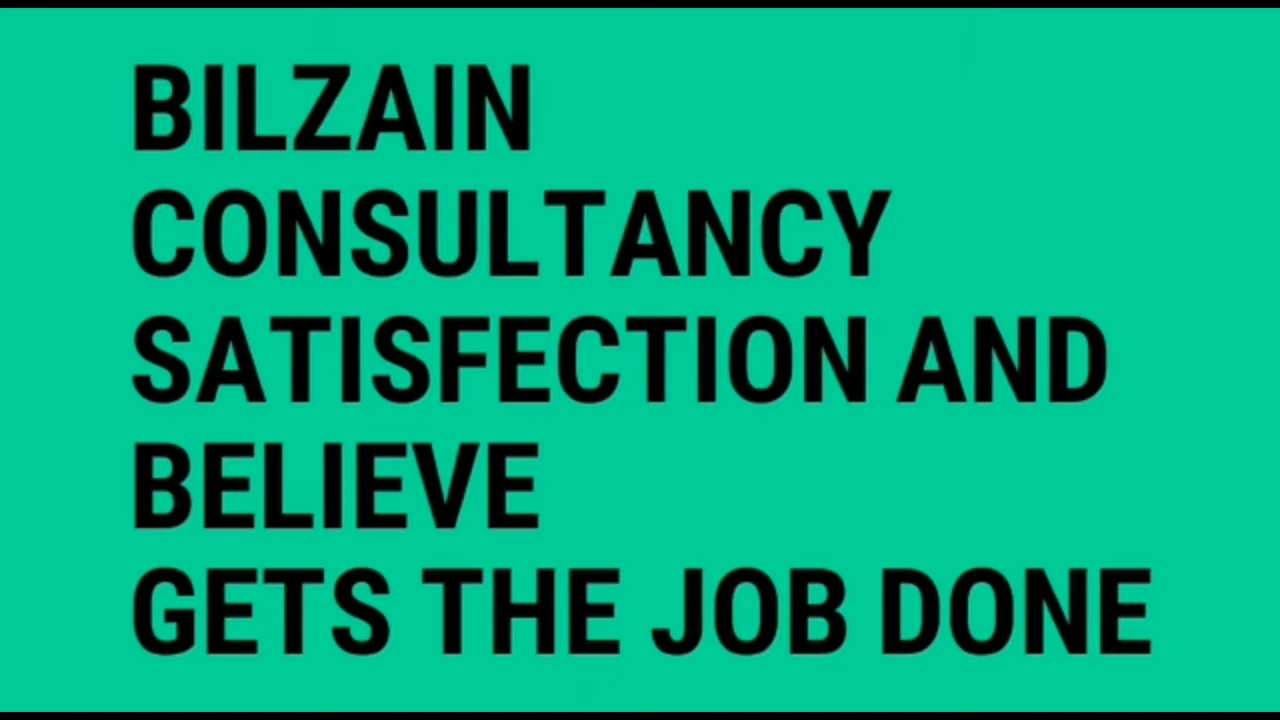 BILZAIN
CONSULTANCY
SATISFECTION AND
BELIEVE
GETS THE JOB DONE